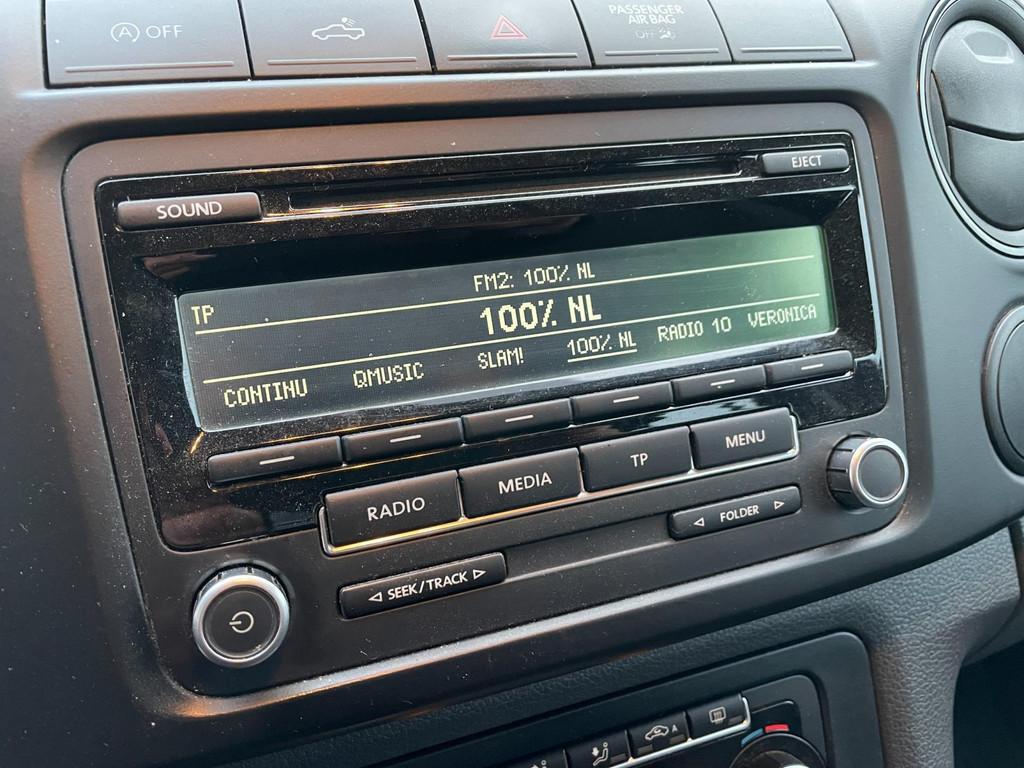 (A) OFF
PASSENGER
AIR BAG
OFF
EJECT
SOUND
FM2: 100% NL
TP
100% NL
CONTINU QMUSIC SLAM! 100% NL RADIO 10 VERONICA
RADIO MEDIA TP MENU
FOLDER
SEEK/TRACK
A